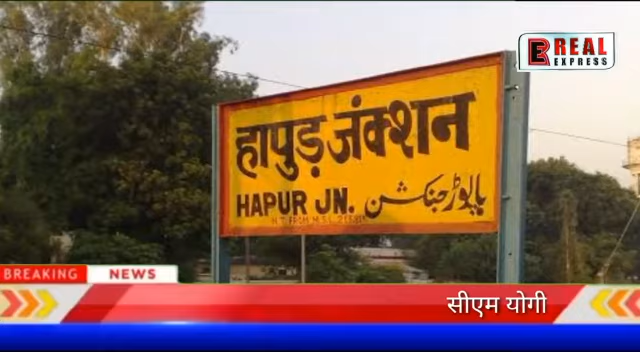 REAL
EXPRESS
हापुड़ जंक्शन
HAPUR JN. ہاپوڑ جنکشن
BREAKING NEWS
सीएम योगी